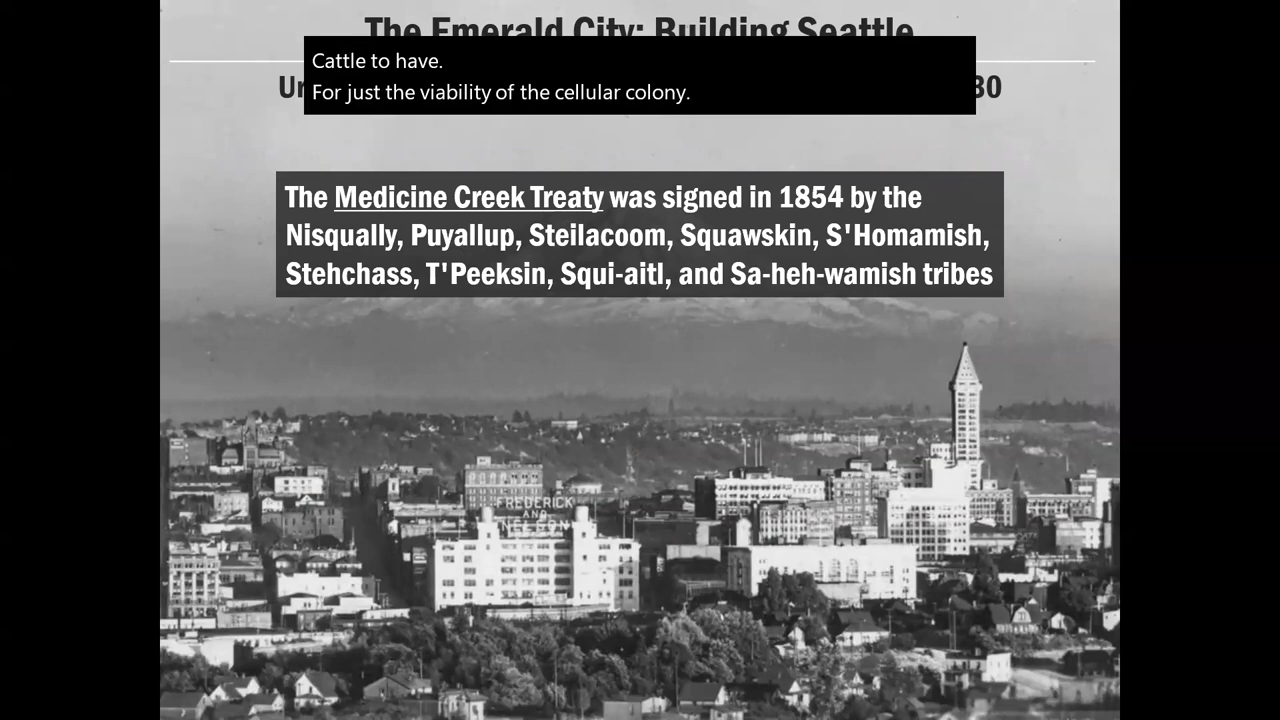 The Emerald City: Building Seattle
Cattle to have.
For just the viability of the cellular colony.
30
The Medicine Creek Treaty was signed in 1854 by the
Nisqually, Puyallup, Steilacoom, Squawskin, S'Homamish,
Stehchass, T'Peeksin, Squi-aitl, and Sa-heh-wamish tribes
FREDERICK
AND
NELSON